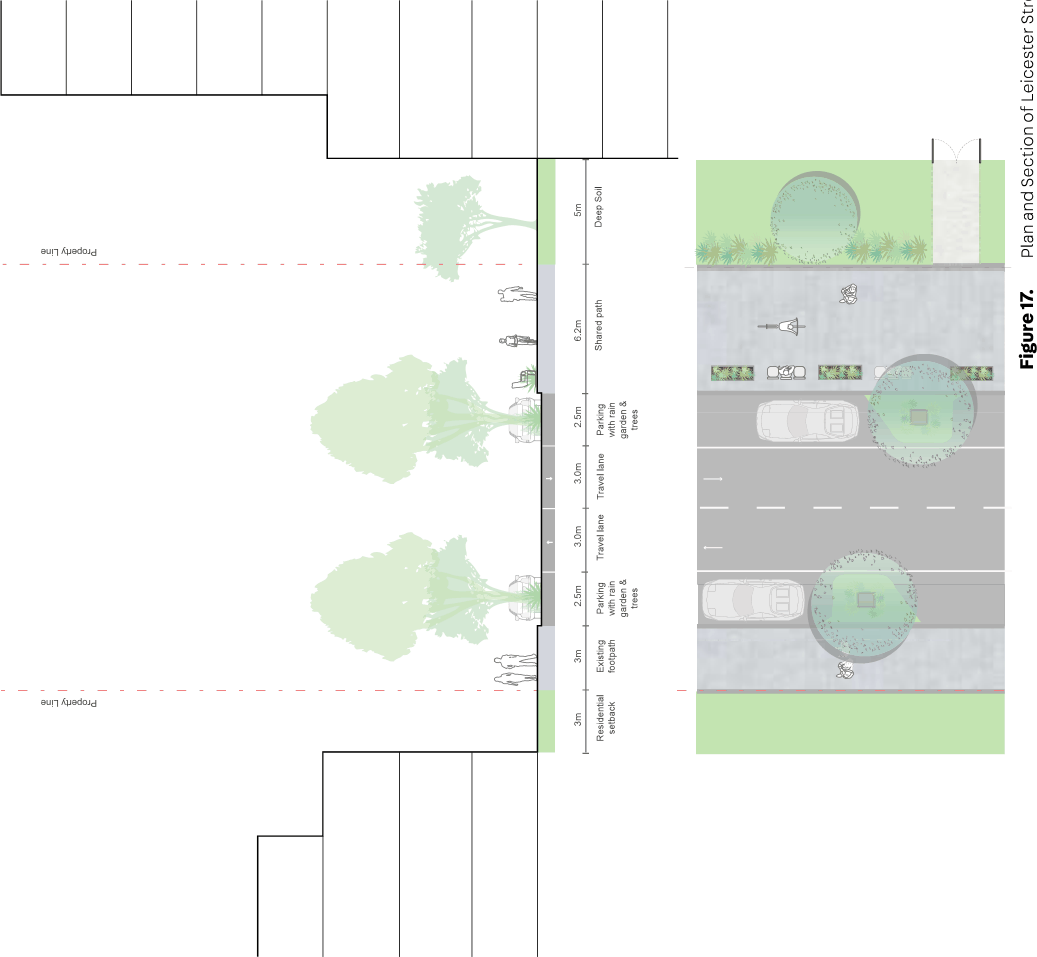 Property Line
Property Line
3m
3m
2.5m
3.0m
3.0m
2.5m
6.2m
5m
Residential
setback
Existing
footpath
Parking
with rain
garden &
trees
Travel lane
Travel lane
Parking
with rain
garden &
trees
Shared path
Deep Soil
Figure 17. Plan and Section of Leicester Stre